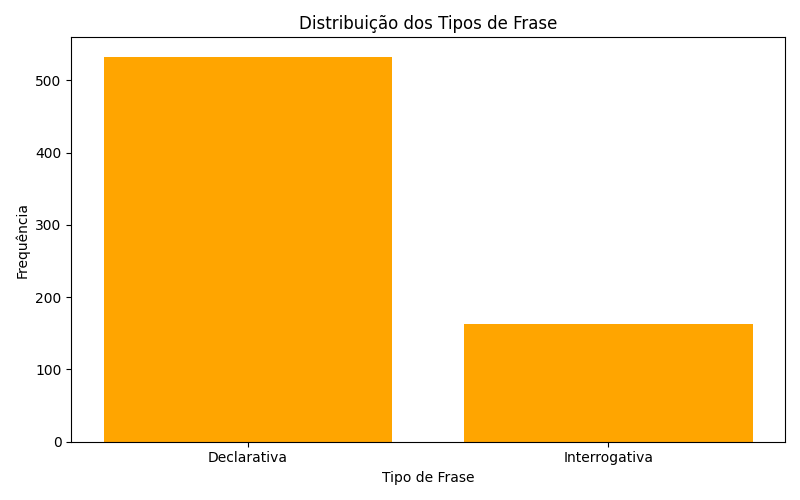 Distribuição dos Tipos de Frase
500
400
300
200
100
0
Frequência
Declarativa
Interrogativa
Tipo de Frase